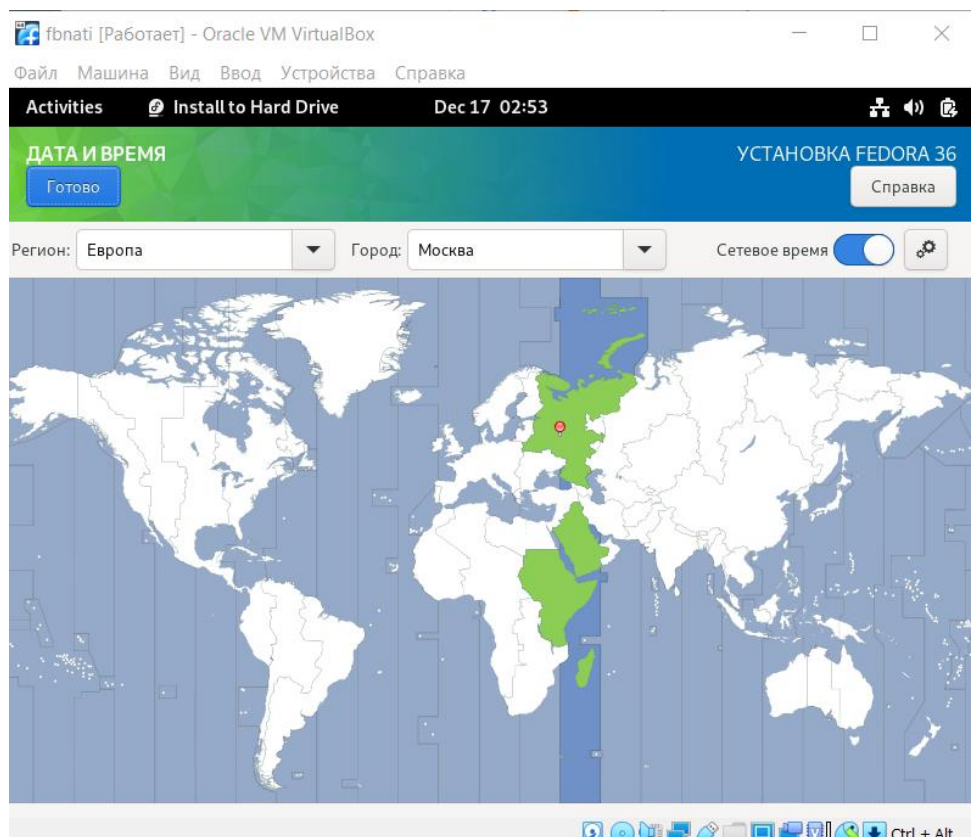 fbnati [Работает] - Oracle VM VirtualBox
Файл Машина Вид Ввод Устройства Справка
Activities Install to Hard Drive Dec 17 02:53
ДАТА И ВРЕМЯ УСТАНОВКА FEDORA 36
Готово Справка
Регион: Европа Город: Москва Сетевое время
Ctrl + Alt